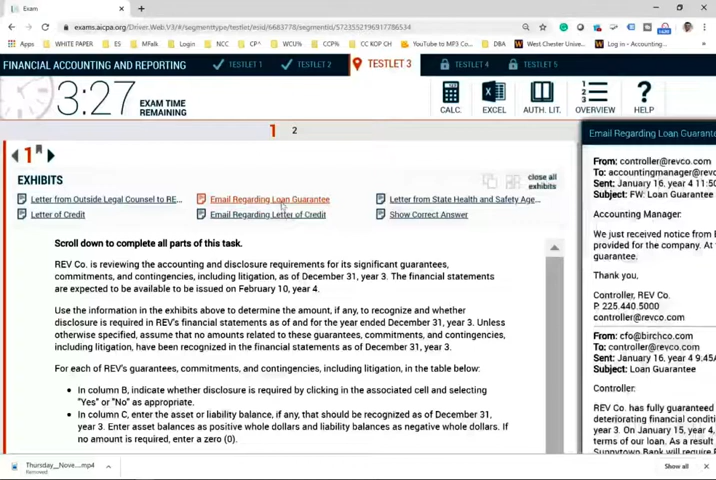 Exam
exams.aicpa.org/Driver.Web.V3/#/segmenttype/testlet/esid/6683778/segmentid/5723552196917786534
Apps WHITE PAPER ES MFalk Login NCC CP^ WCU% CCP% CC KOP CH YouTube to MP3 Co... DBA West Chester Univer... Log in ‹ Accounting...
FINANCIAL ACCOUNTING AND REPORTING TESTLET 1 TESTLET 2 TESTLET 3 TESTLET 4 TESTLET 5
3:27 EXAM TIME REMAINING
CALC. EXCEL AUTH. LIT. OVERVIEW HELP
1 2
1
EXHIBITS
close all exhibits
Letter from Outside Legal Counsel to RE... Email Regarding Loan Guarantee Letter from State Health and Safety Age...
Letter of Credit Email Regarding Letter of Credit Show Correct Answer
Scroll down to complete all parts of this task.
REV Co. is reviewing the accounting and disclosure requirements for its significant guarantees,
commitments, and contingencies, including litigation, as of December 31, year 3. The financial statements
are expected to be available to be issued on February 10, year 4.
Use the information in the exhibits above to determine the amount, if any, to recognize and whether
disclosure is required in REV's financial statements as of and for the year ended December 31, year 3. Unless
otherwise specified, assume that no amounts related to these guarantees, commitments, and contingencies,
including litigation, have been recognized in the financial statements as of December 31, year 3.
For each of REV's guarantees, commitments, and contingencies, including litigation, in the table below:
• In column B, indicate whether disclosure is required by clicking in the associated cell and selecting
"Yes" or "No" as appropriate.
• In column C, enter the asset or liability balance, if any, that should be recognized as of December 31,
year 3. Enter asset balances as positive whole dollars and liability balances as negative whole dollars. If
no amount is required, enter a zero (0).
Email Regarding Loan Guarante
From: controller@revco.com
To: accountingmanager@revc
Sent: January 16, year 4 11:50
Subject: FW: Loan Guarantee
Accounting Manager:
We just received notice from B
provided for the company. At
guarantee.
Thank you,
Controller, REV Co.
P. 225.440.5000
controller@revco.com
From: cfo@birchco.com
To: controller@revco.com
Sent: January 16, year 4 9:45A
Subject: Loan Guarantee
Controller:
REV Co. has fully guaranteed
deteriorating financial condition
year 3. On January 15, year 4,
terms of our loan. As a result
Sunnytown Bank will require
Thursday__Nove....mp4
Removed
Show all